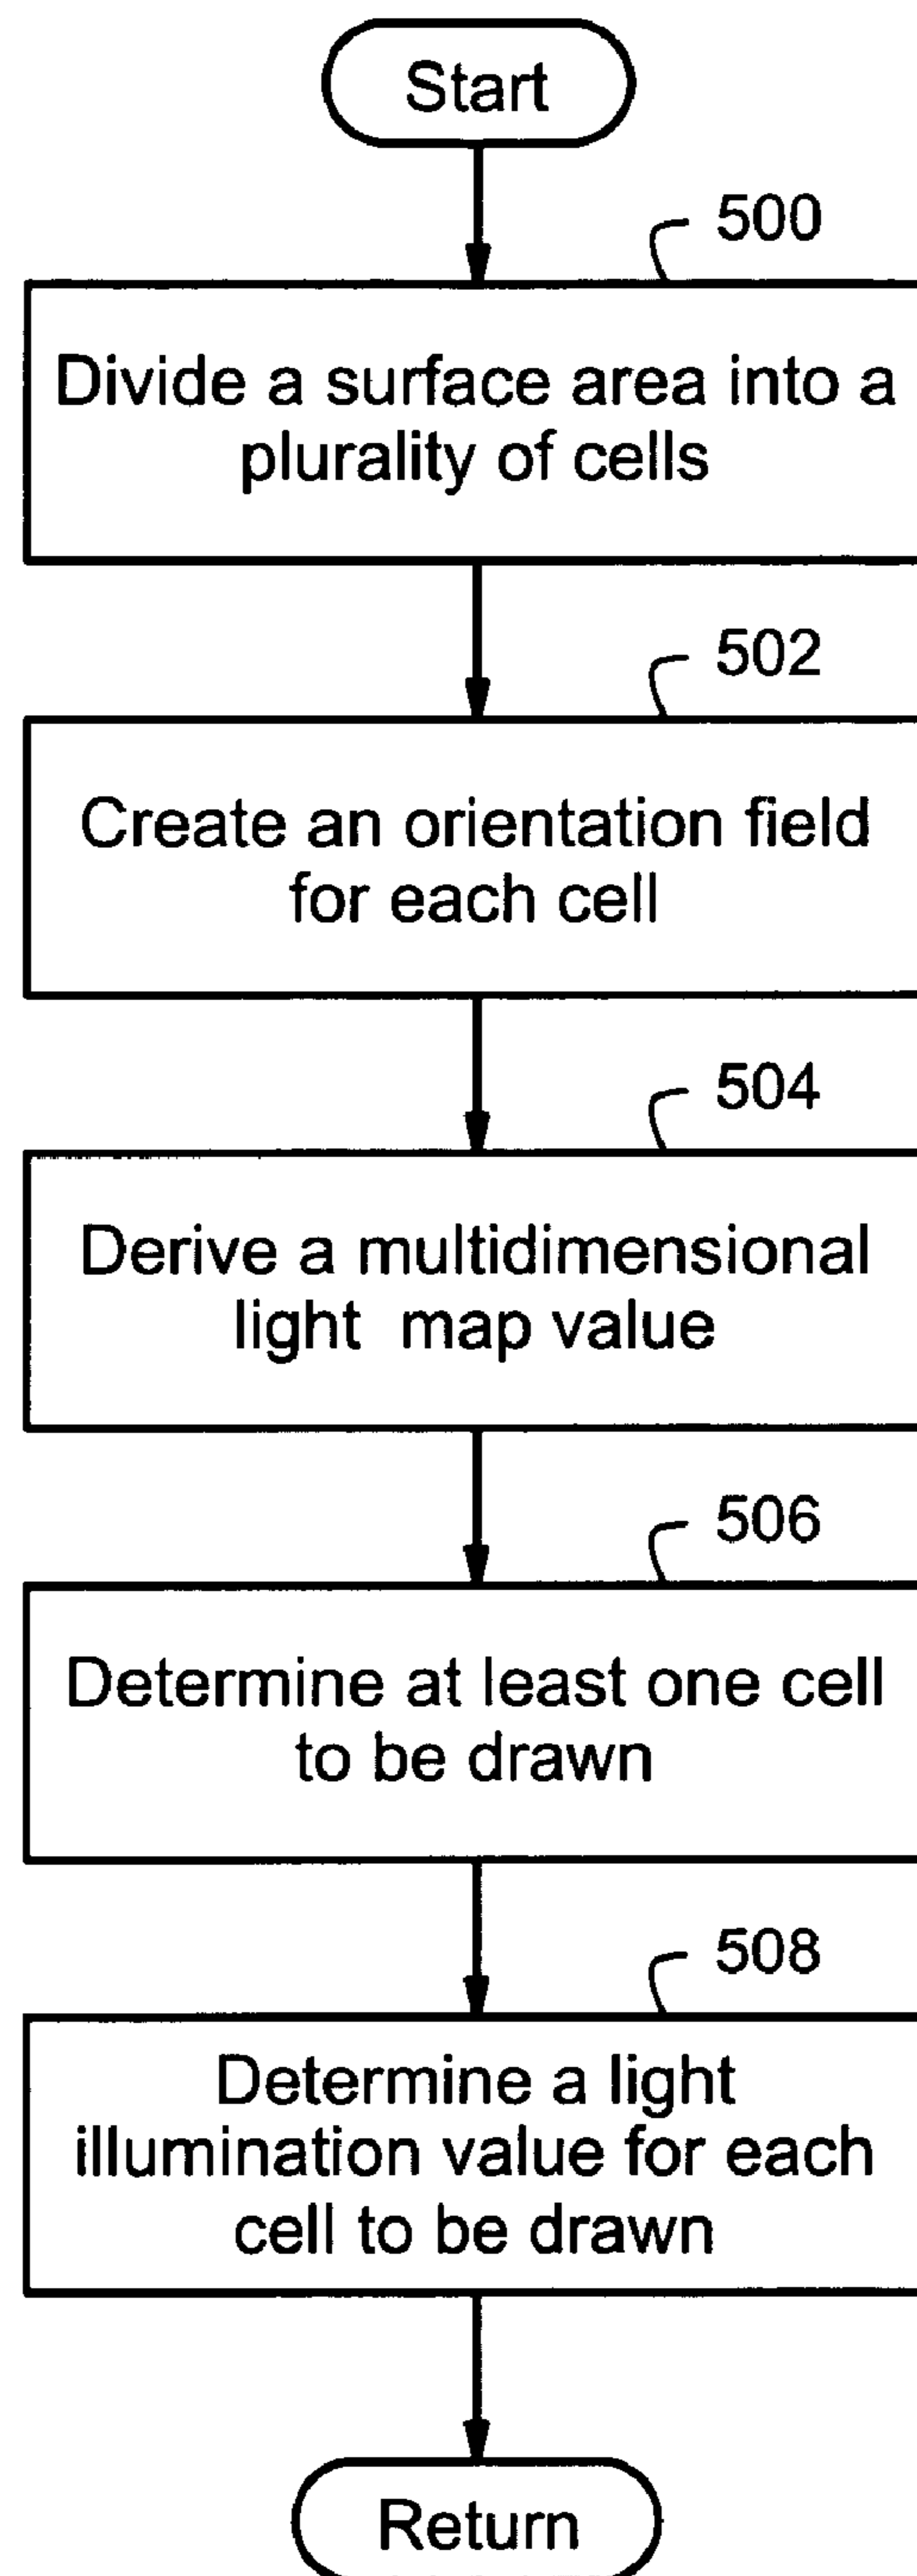 Start
500
Divide a surface area into a
plurality of cells
502
Create an orientation field
for each cell
504
Derive a multidimensional
light map value
506
Determine at least one cell
to be drawn
508
Determine a light
illumination value for each
cell to be drawn
Return